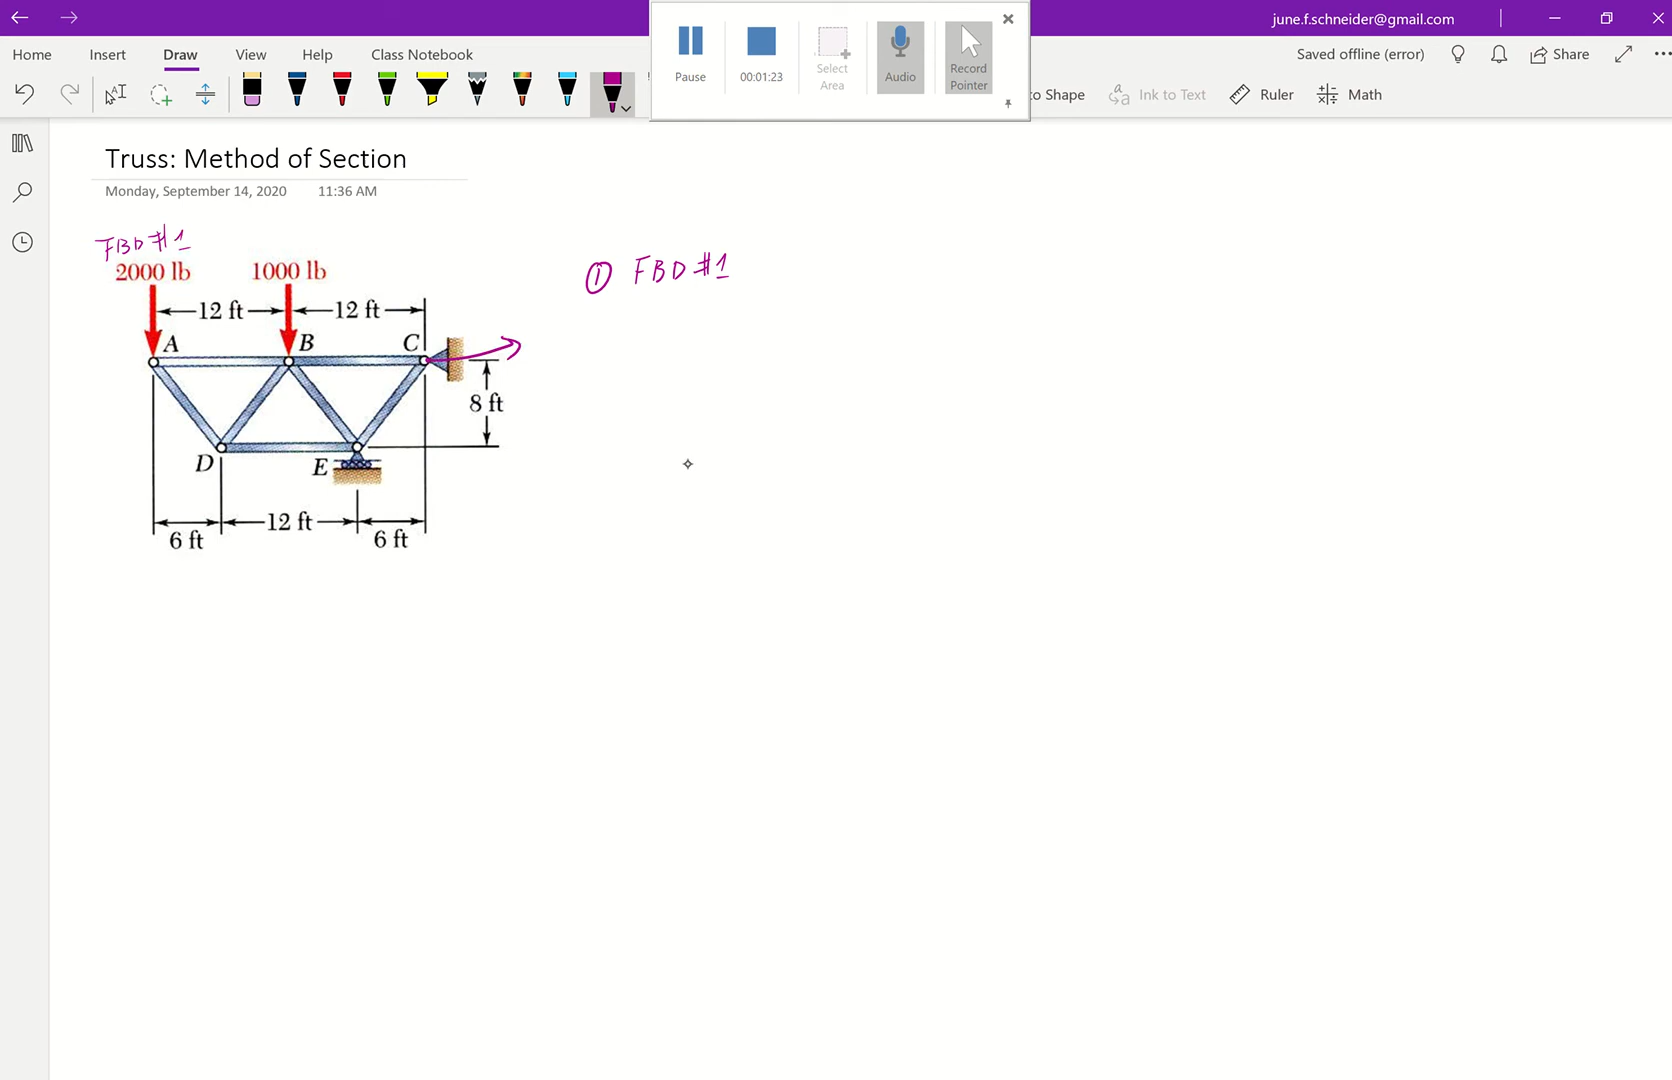 june.f.schneider@gmail.com
Home Insert Draw View Help Class Notebook
Pause 00:01:23 Select Area Audio Record Pointer
Saved offline (error) Share
to Shape Ink to Text Ruler Math
Truss: Method of Section
Monday, September 14, 2020 11:36 AM
FBD #1
2000 lb 1000 lb
12 ft 12 ft
A B C
8 ft
D E
12 ft
6 ft 6 ft
① FBD #1